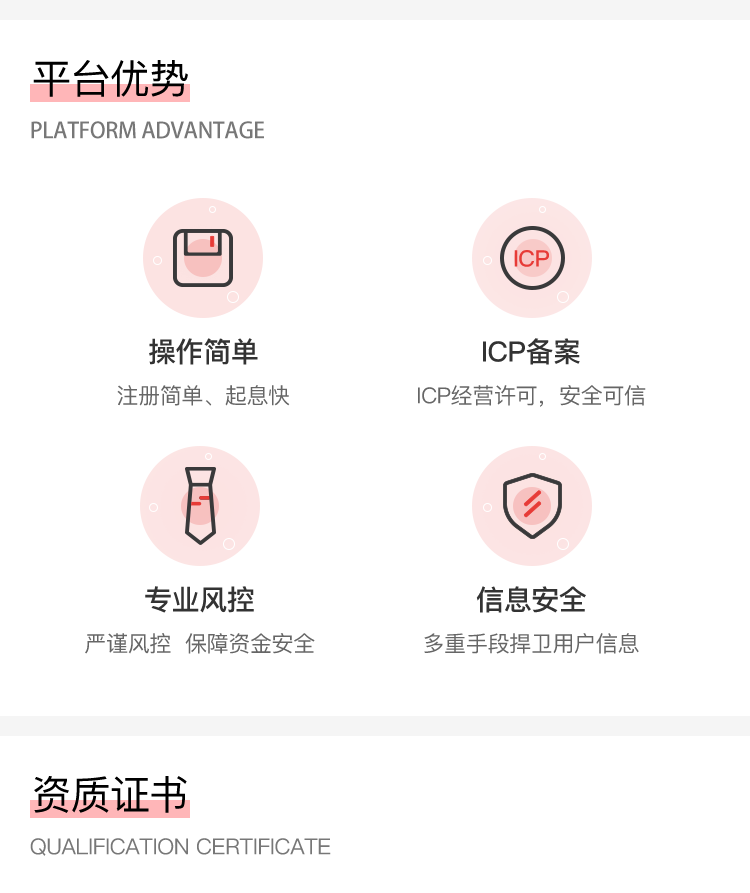 平台优势
PLATFORM ADVANTAGE
ICP
操作简单
ICP备案
注册简单、起息快
ICP经营许可，安全可信
专业风控
信息安全
严谨风控 保障资金安全
多重手段捍卫用户信息
资质证书
QUALIFICATION CERTIFICATE